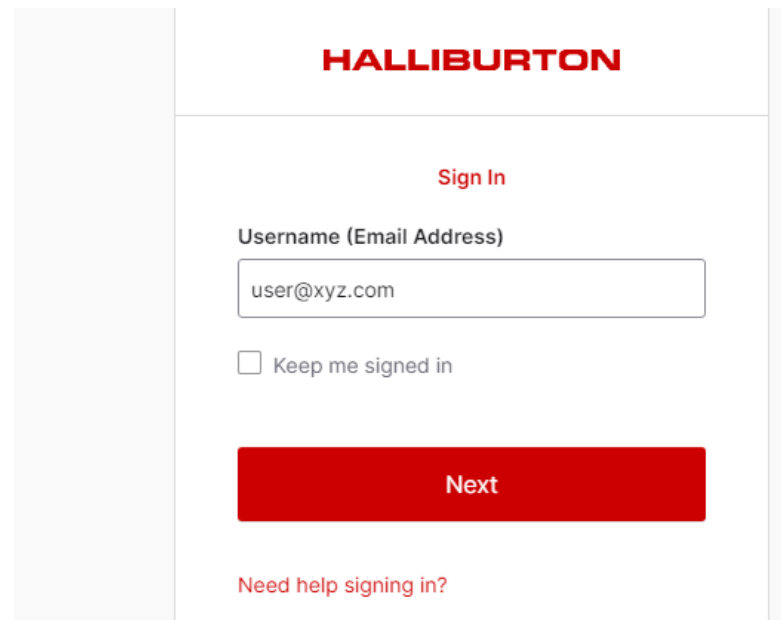 HALLIBURTON
Sign In
Username (Email Address)
user@xyz.com
Keep me signed in
Next
Need help signing in?